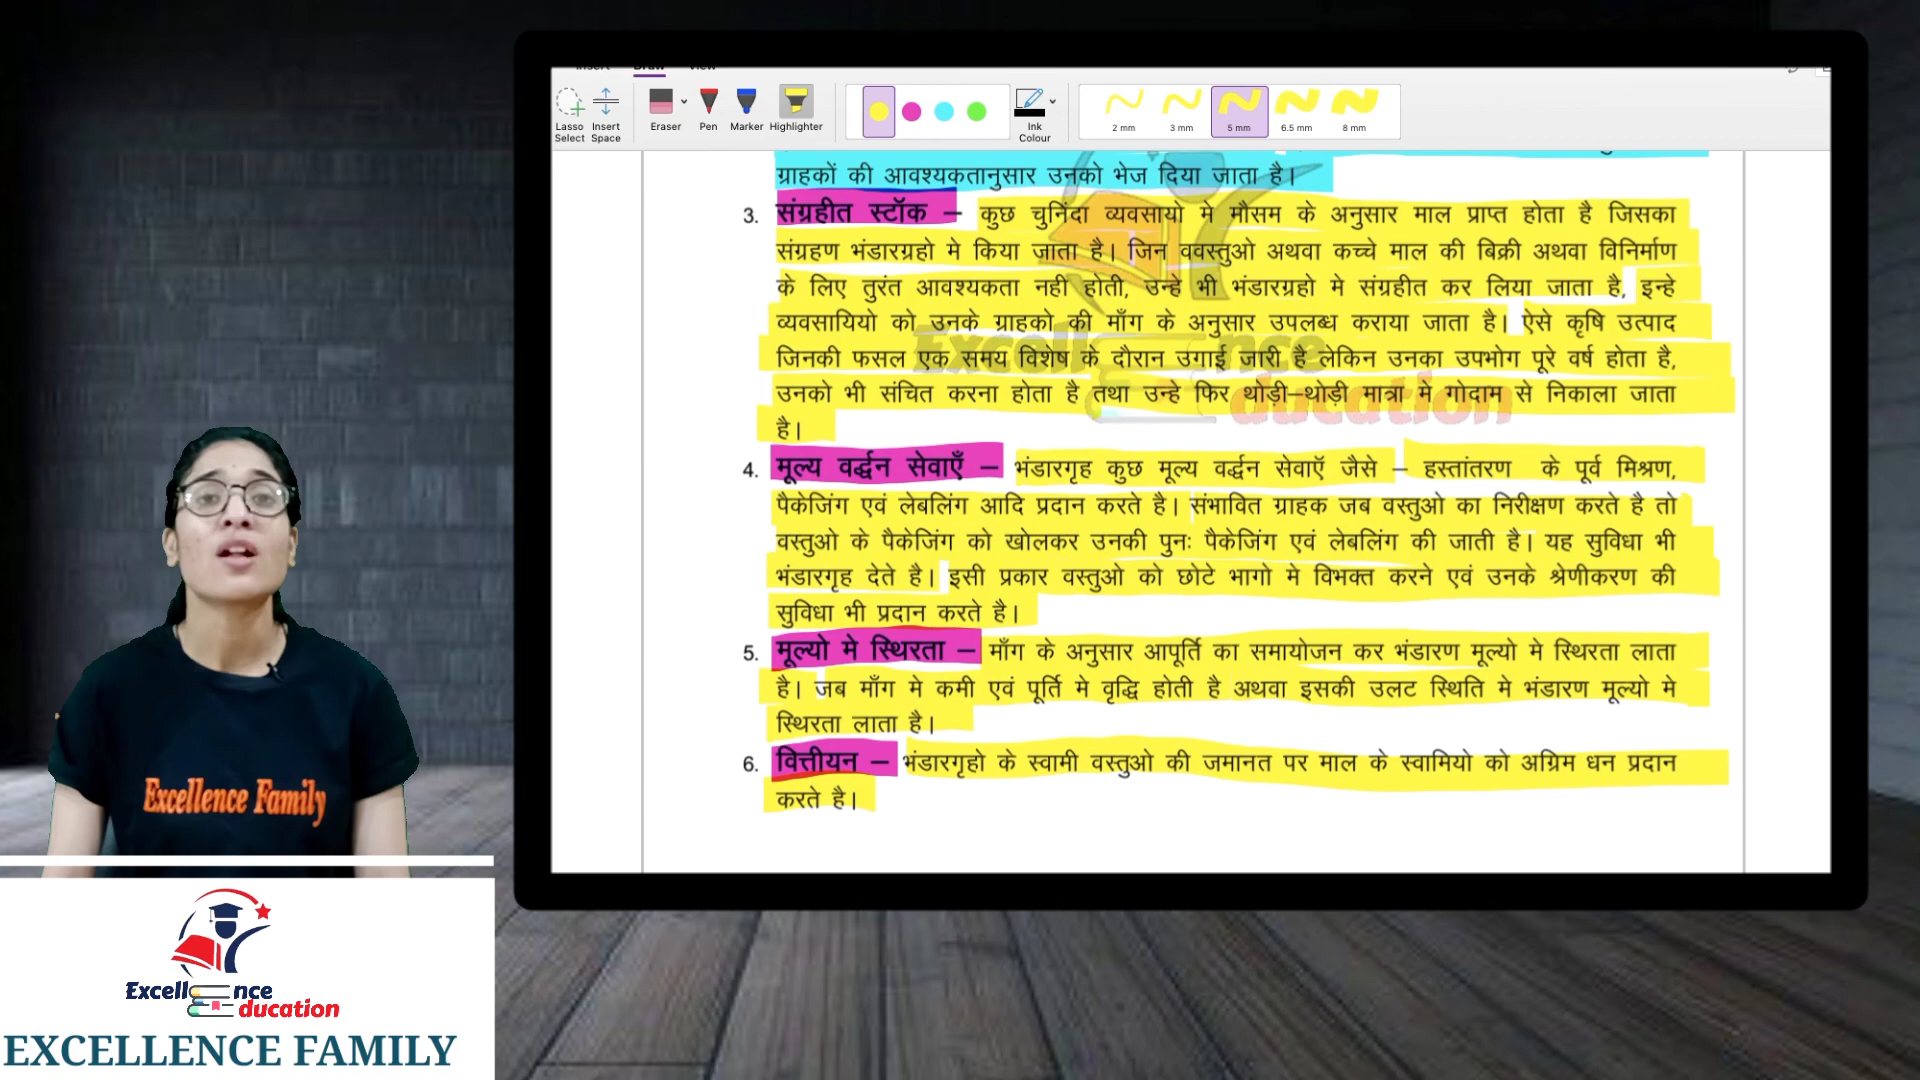 Insert Draw View
Lasso Select
Insert Space
Eraser
Pen
Marker
Highlighter
Ink Colour
2 mm
3 mm
5 mm
6.5 mm
8 mm
ग्राहकों की आवश्यकतानुसार उनको भेज दिया जाता है।
3. संग्रहीत स्टॉक – कुछ चुनिंदा व्यवसायो मे मौसम के अनुसार माल प्राप्त होता है जिसका
संग्रहण भंडारग्रहो मे किया जाता है। जिन ववस्तुओ अथवा कच्चे माल की बिक्री अथवा विनिर्माण
के लिए तुरंत आवश्यकता नही होती, उन्हे भी भंडारग्रहो मे संग्रहीत कर लिया जाता है, इन्हे
व्यवसायियो को उनके ग्राहको की माँग के अनुसार उपलब्ध कराया जाता है। ऐसे कृषि उत्पाद
जिनकी फसल एक समय विशेष के दौरान उगाई जारी है लेकिन उनका उपभोग पूरे वर्ष होता है,
उनको भी संचित करना होता है तथा उन्हे फिर थोड़ी–थोड़ी मात्रा मे गोदाम से निकाला जाता
है।
4. मूल्य वर्द्धन सेवाएँ – भंडारगृह कुछ मूल्य वर्द्धन सेवाऍ जैसे – हस्तांतरण के पूर्व मिश्रण,
पैकेजिंग एवं लेबलिंग आदि प्रदान करते है। संभावित ग्राहक जब वस्तुओ का निरीक्षण करते है तो
वस्तुओ के पैकेजिंग को खोलकर उनकी पुनः पैकेजिंग एवं लेबलिंग की जाती है। यह सुविधा भी
भंडारगृह देते है। इसी प्रकार वस्तुओ को छोटे भागो मे विभक्त करने एवं उनके श्रेणीकरण की
सुविधा भी प्रदान करते है।
5. मूल्यो मे स्थिरता – माँग के अनुसार आपूर्ति का समायोजन कर भंडारण मूल्यो मे स्थिरता लाता
है। जब माँग मे कमी एवं पूर्ति मे वृद्धि होती है अथवा इसकी उलट स्थिति मे भंडारण मूल्यो मे
स्थिरता लाता है।
6. वित्तीयन – भंडारगृहो के स्वामी वस्तुओ की जमानत पर माल के स्वामियो को अग्रिम धन प्रदान
करते है।
Excellence
Education
Excellence Family
Excellence
Education
EXCELLENCE FAMILY